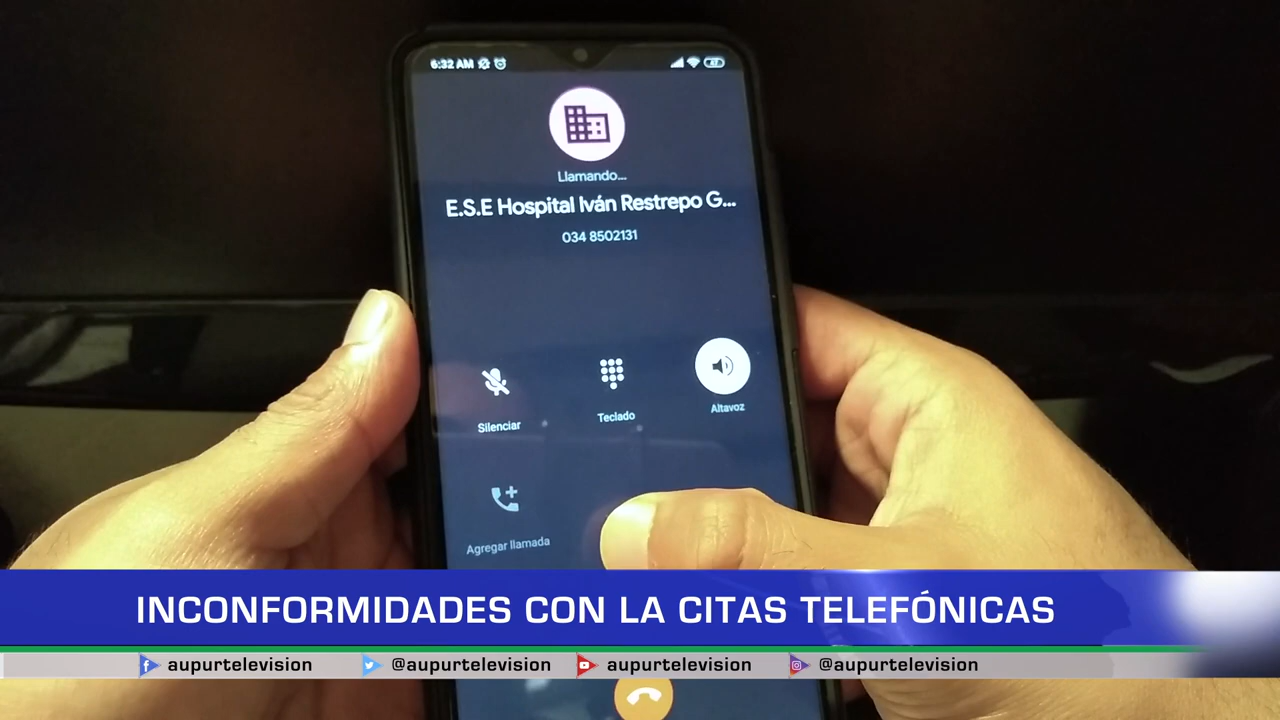 6:32 AM
Llamando...
E.S.E Hospital Iván Restrepo G...
034 8502131
Silenciar
Teclado
Altavoz
Agregar llamada
INCONFORMIDADES CON LA CITAS TELEFÓNICAS
aupurtelevision @aupurtelevision aupurtelevision @aupurtelevision